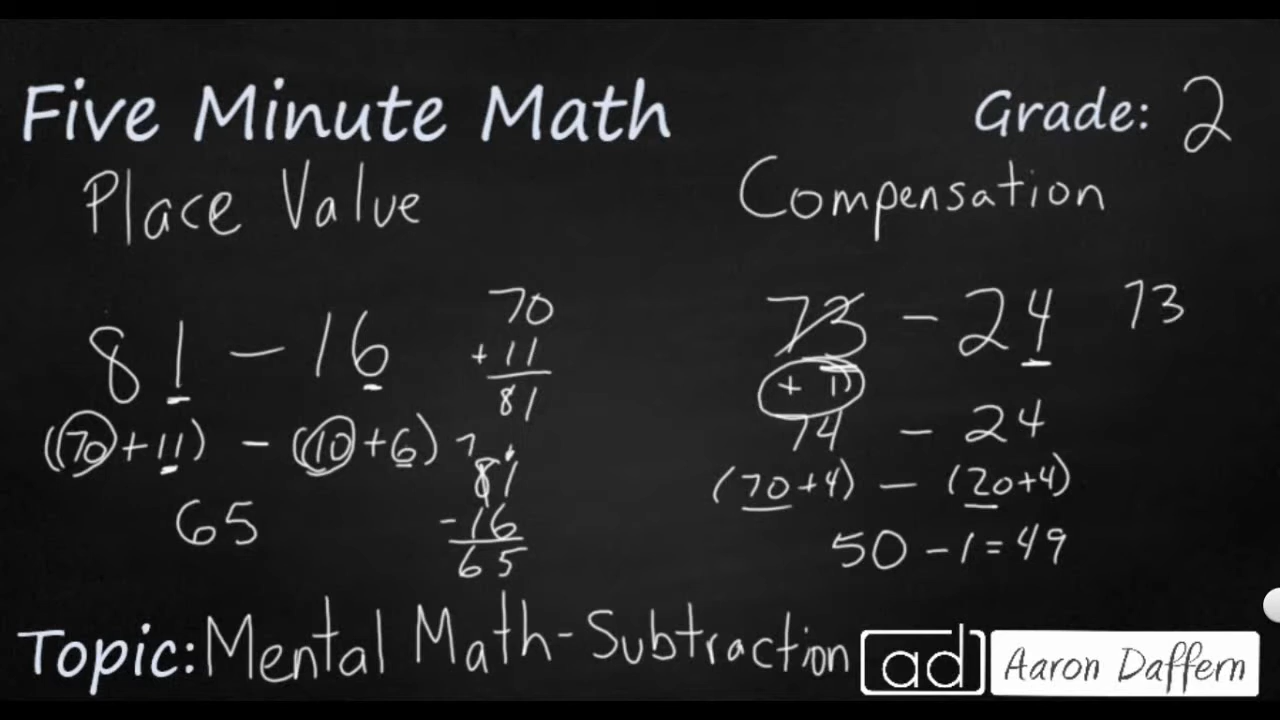 Five Minute Math
Grade: 2
Place Value
81 - 16
(70 + 11) - (10 + 6)
65
70
+ 11
81
7 1
81
- 16
65
Compensation
73 - 24
73
+ 1
74 - 24
(70 + 4) - (20 + 4)
50 - 1 = 49
Topic: Mental Math - Subtraction
ad
Aaron Daffern